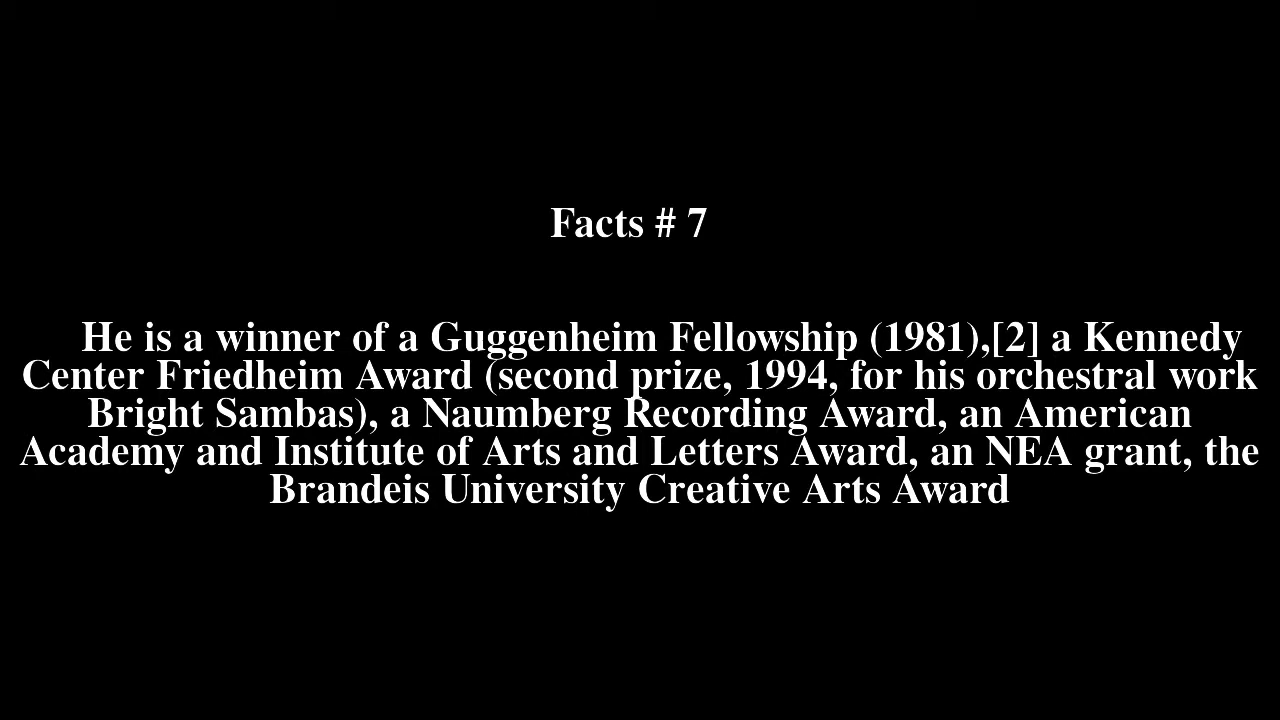 Facts # 7
He is a winner of a Guggenheim Fellowship (1981),[2] a Kennedy
Center Friedheim Award (second prize, 1994, for his orchestral work
Bright Sambas), a Naumberg Recording Award, an American
Academy and Institute of Arts and Letters Award, an NEA grant, the
Brandeis University Creative Arts Award